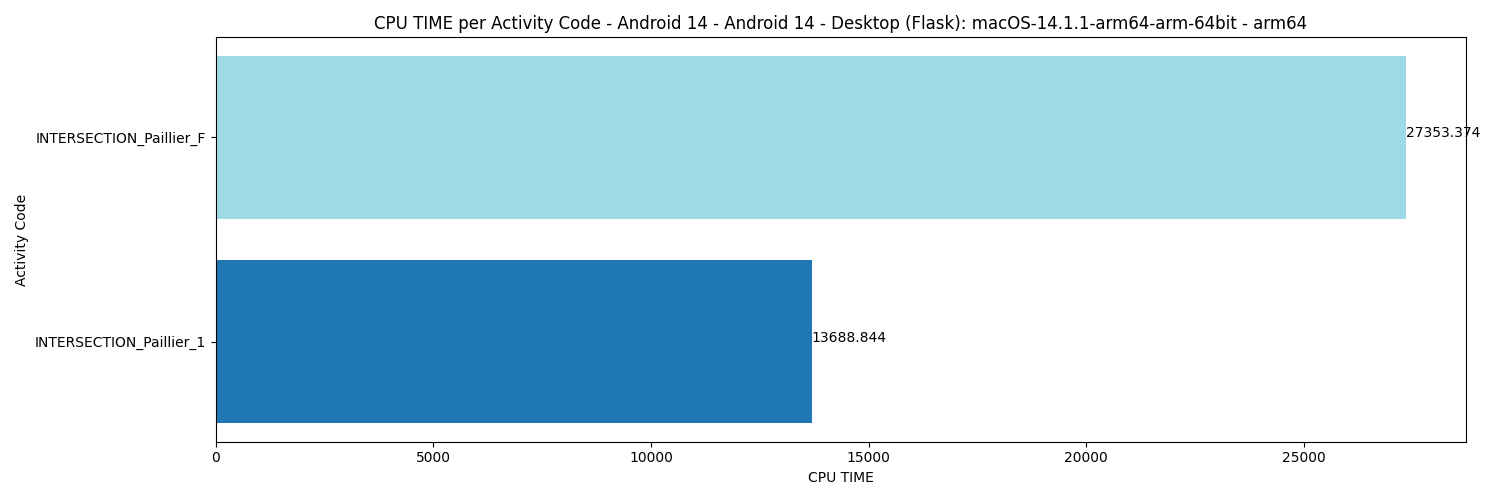 CPU TIME per Activity Code - Android 14 - Android 14 - Desktop (Flask): macOS-14.1.1-arm64-arm-64bit - arm64
INTERSECTION_Paillier_F
27353.374
Activity Code
INTERSECTION_Paillier_1
13688.844
0 5000 10000 15000 20000 25000
CPU TIME